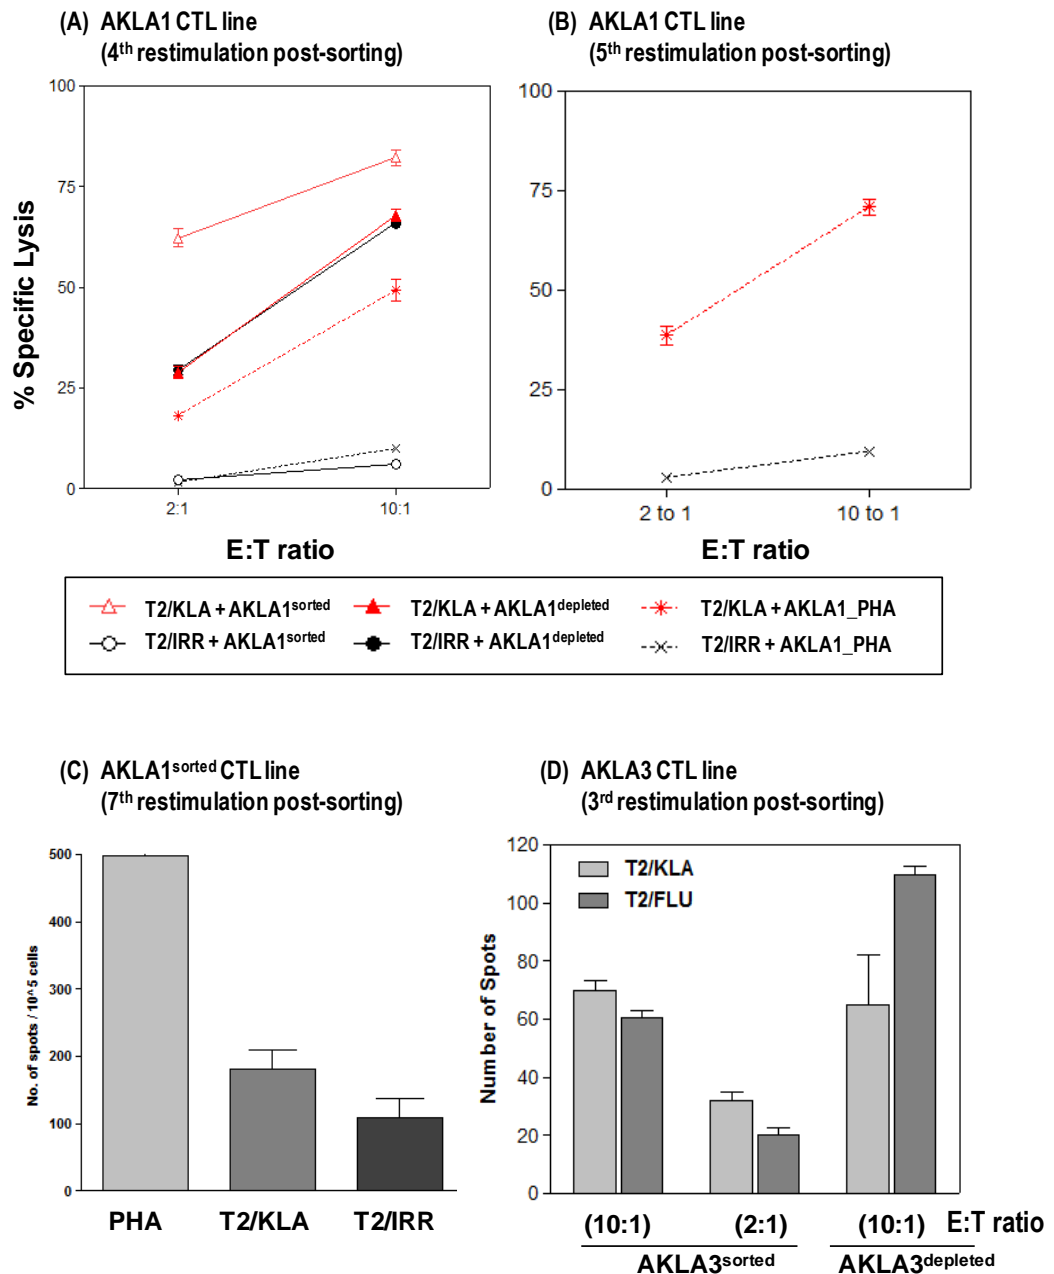 (A) AKLA1 CTL line
(4th restimulation post-sorting)
100
75
50
25
0
% Specific Lysis
2:1
10:1
E:T ratio
(B) AKLA1 CTL line
(5th restimulation post-sorting)
100
75
50
25
0
2 to 1
10 to 1
E:T ratio
T2/KLA + AKLA1sorted
T2/KLA + AKLA1depleted
T2/KLA + AKLA1_PHA
T2/IRR + AKLA1sorted
T2/IRR + AKLA1depleted
T2/IRR + AKLA1_PHA
(C) AKLA1sorted CTL line
(7th restimulation post-sorting)
500
400
300
200
100
0
No. of spots / 10^5 cells
PHA
T2/KLA
T2/IRR
(D) AKLA3 CTL line
(3rd restimulation post-sorting)
120
100
80
60
40
20
0
Number of Spots
T2/KLA
T2/FLU
(10:1)
(2:1)
(10:1)
E:T ratio
AKLA3sorted
AKLA3depleted